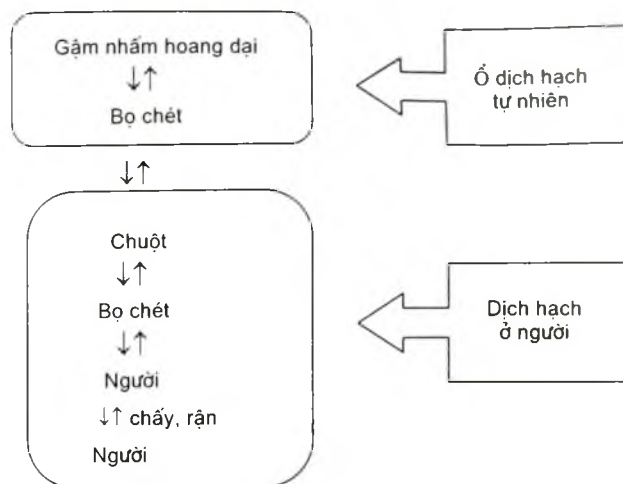 Gậm nhấm hoang dại
↓↑
Bọ chét
Ổ dịch hạch
tự nhiên
↓↑
Chuột
↓↑
Bọ chét
↓↑
Người
↓↑ chấy, rận
Người
Dịch hạch
ở người